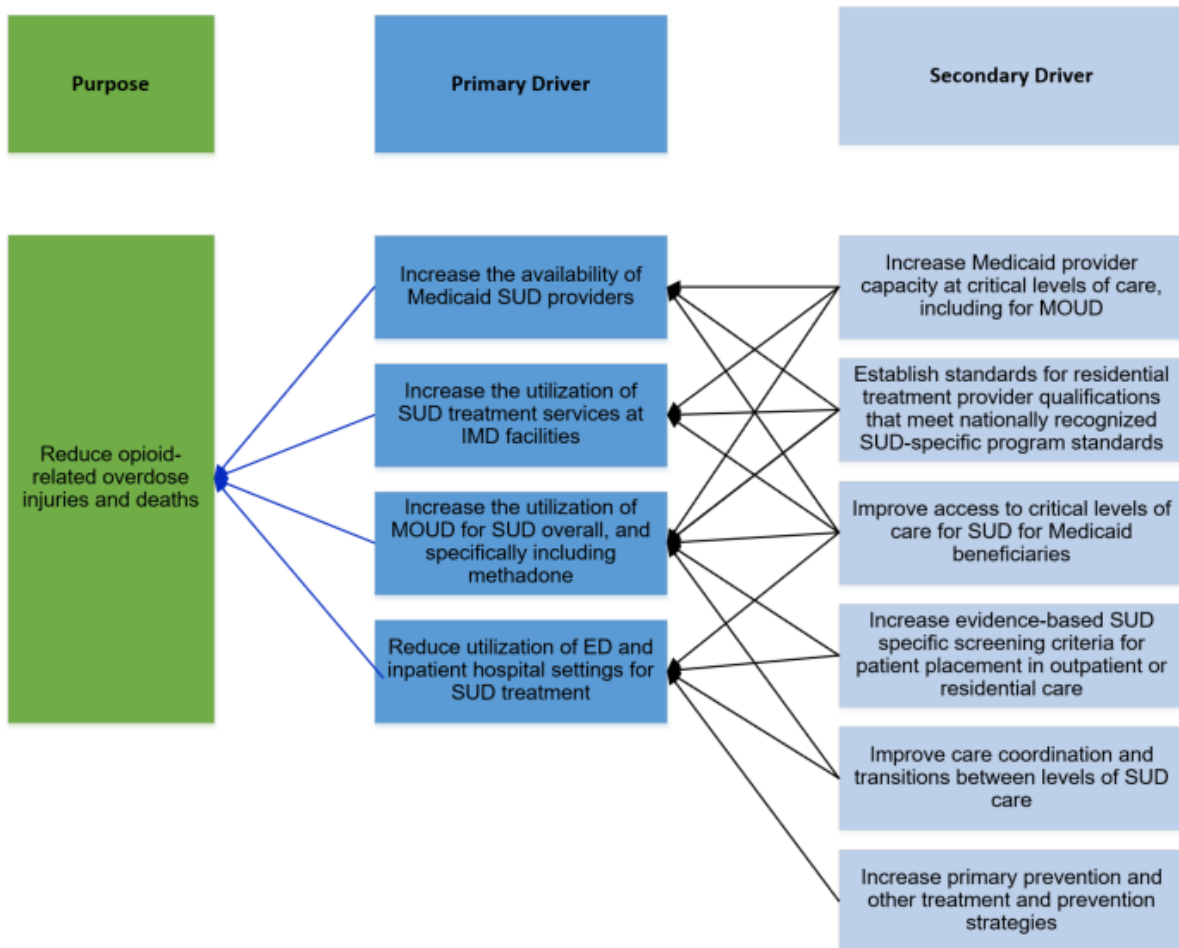 Purpose
Primary Driver
Secondary Driver
Reduce opioid-
related overdose
injuries and deaths
Increase the availability of
Medicaid SUD providers
Increase the utilization of
SUD treatment services at
IMD facilities
Increase the utilization of
MOUD for SUD overall, and
specifically including
methadone
Reduce utilization of ED and
inpatient hospital settings for
SUD treatment
Increase Medicaid provider
capacity at critical levels of care,
including for MOUD
Establish standards for residential
treatment provider qualifications
that meet nationally recognized
SUD-specific program standards
Improve access to critical levels of
care for SUD for Medicaid
beneficiaries
Increase evidence-based SUD
specific screening criteria for
patient placement in outpatient or
residential care
Improve care coordination and
transitions between levels of SUD
care
Increase primary prevention and
other treatment and prevention
strategies